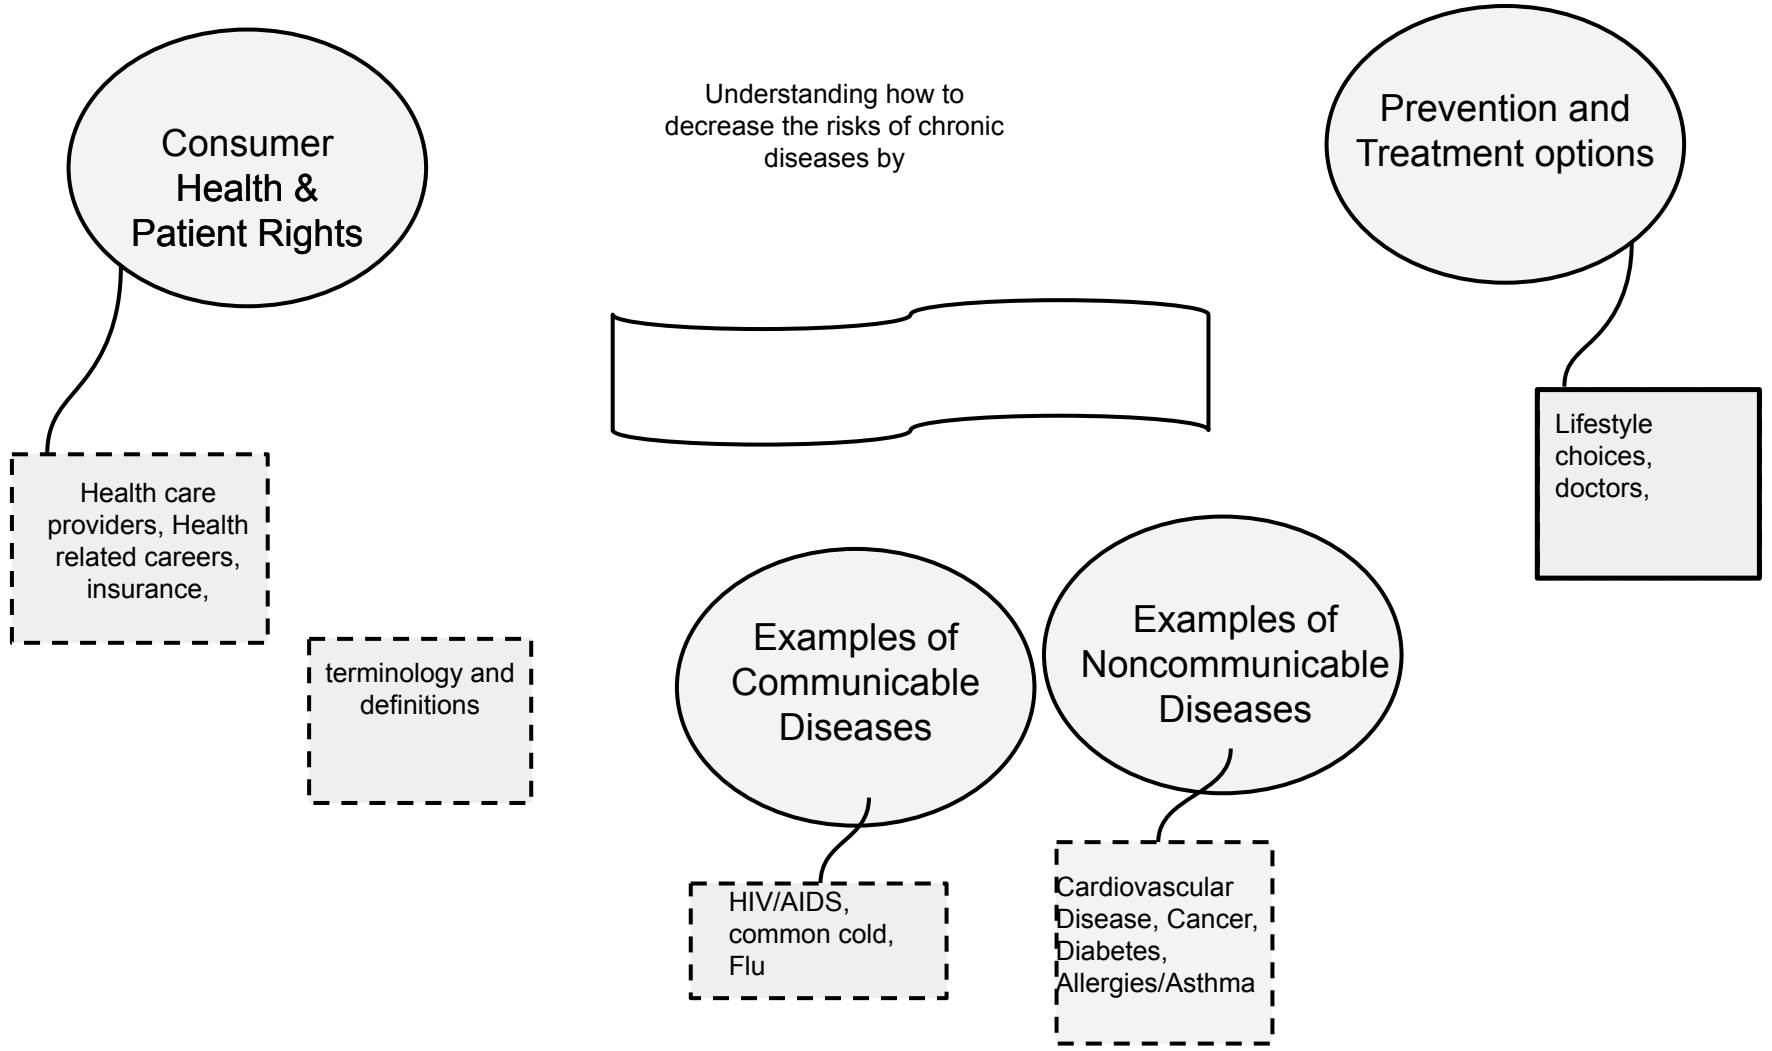 Consumer
Health &
Patient Rights
Understanding how to
decrease the risks of chronic
diseases by
Prevention and
Treatment options
Lifestyle
choices,
doctors,
Health care
providers, Health
related careers,
insurance,
terminology and
definitions
Examples of
Communicable
Diseases
Examples of
Noncommunicable
Diseases
HIV/AIDS,
common cold,
Flu
Cardiovascular
Disease, Cancer,
Diabetes,
Allergies/Asthma